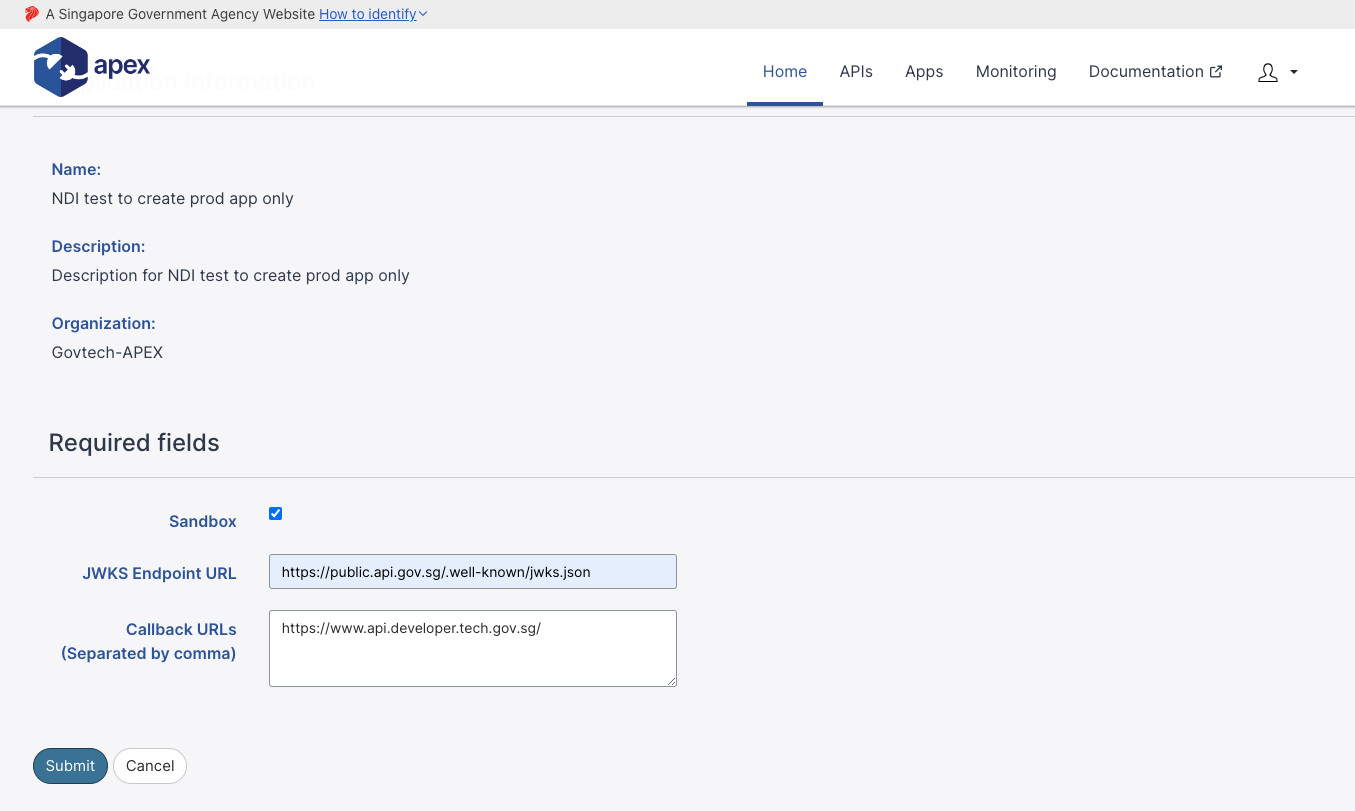 A Singapore Government Agency Website How to identify
apex
Home APIs Apps Monitoring Documentation
Name:
NDI test to create prod app only
Description:
Description for NDI test to create prod app only
Organization:
Govtech-APEX
Required fields
Sandbox
JWKS Endpoint URL https://public.api.gov.sg/.well-known/jwks.json
Callback URLs
(Separated by comma)
https://www.api.developer.tech.gov.sg/
Submit Cancel